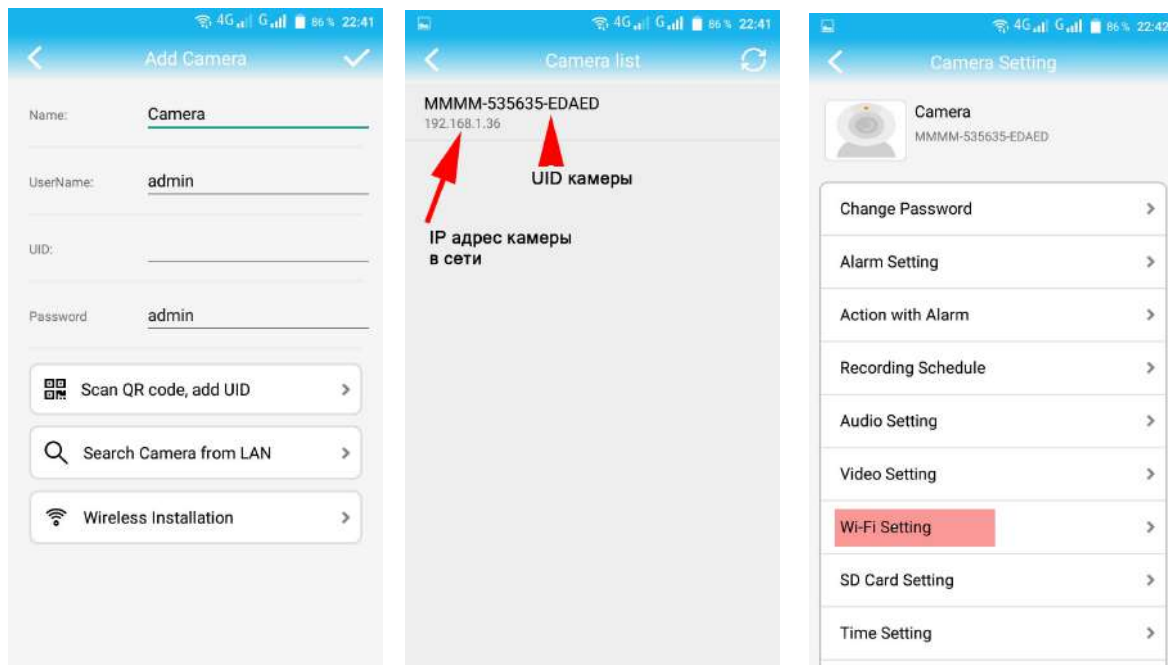 4G G 86 % 22:41
Add Camera
Name: Camera
UserName: admin
UID:
Password admin
Scan QR code, add UID
Search Camera from LAN
Wireless Installation
4G G 86 % 22:41
Camera list
MMMM-535635-EDAED
192.168.1.36
UID камеры
IP адрес камеры
в сети
4G G 86 % 22:42
Camera Setting
Camera
MMMM-535635-EDAED
Change Password
Alarm Setting
Action with Alarm
Recording Schedule
Audio Setting
Video Setting
Wi-Fi Setting
SD Card Setting
Time Setting